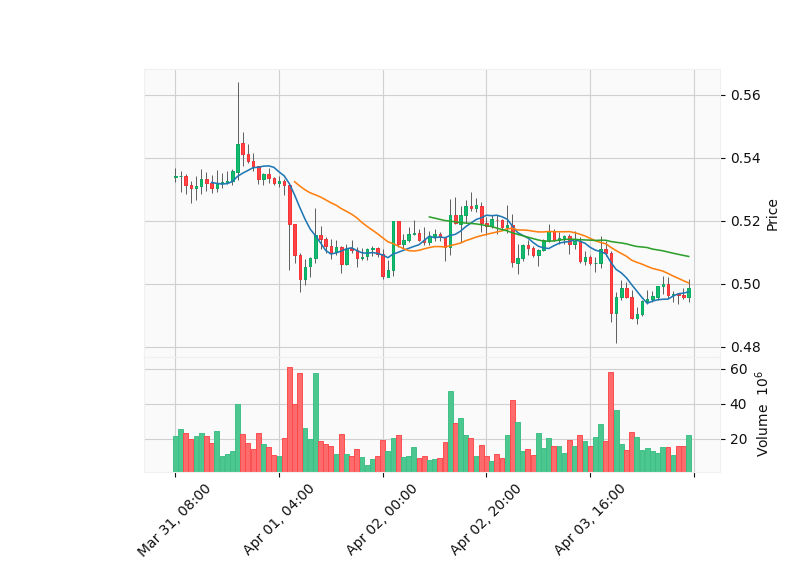 0.56
0.54
0.52
0.50
0.48
Price
60
40
20
Volume 10^6
Mar 31, 08:00
Apr 01, 04:00
Apr 02, 00:00
Apr 02, 20:00
Apr 03, 16:00